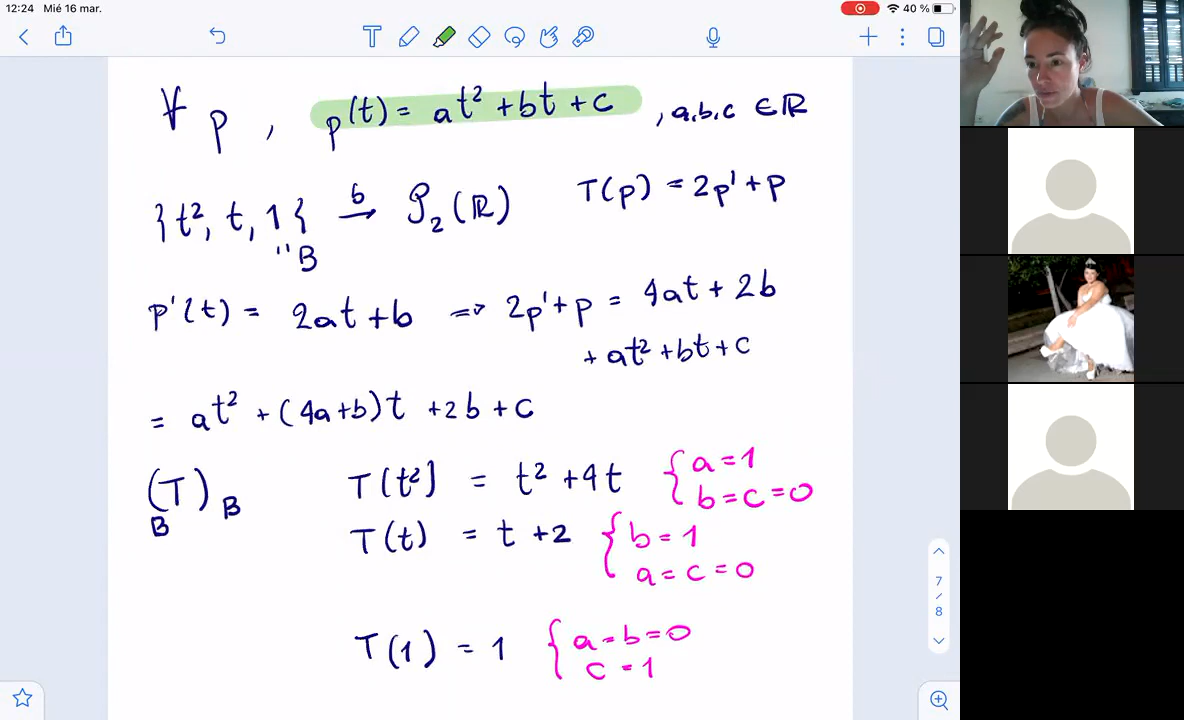 12:24 Mié 16 mar.
40 %
∀ p , p(t) = at² + bt + c , a,b,c ∈ ℝ
{t², t, 1} →ᵇ 𝒫₂(ℝ) T(p) = 2p' + p
"B
p'(t) = 2at + b ⇒ 2p' + p = 4at + 2b
+ at² + bt + c
= at² + (4a+b)t + 2b + c
B(T)B T(t²) = t² + 4t { a = 1
b = c = 0
T(t) = t + 2 { b = 1
a = c = 0
T(1) = 1 { a = b = 0
c = 1
7
/
8